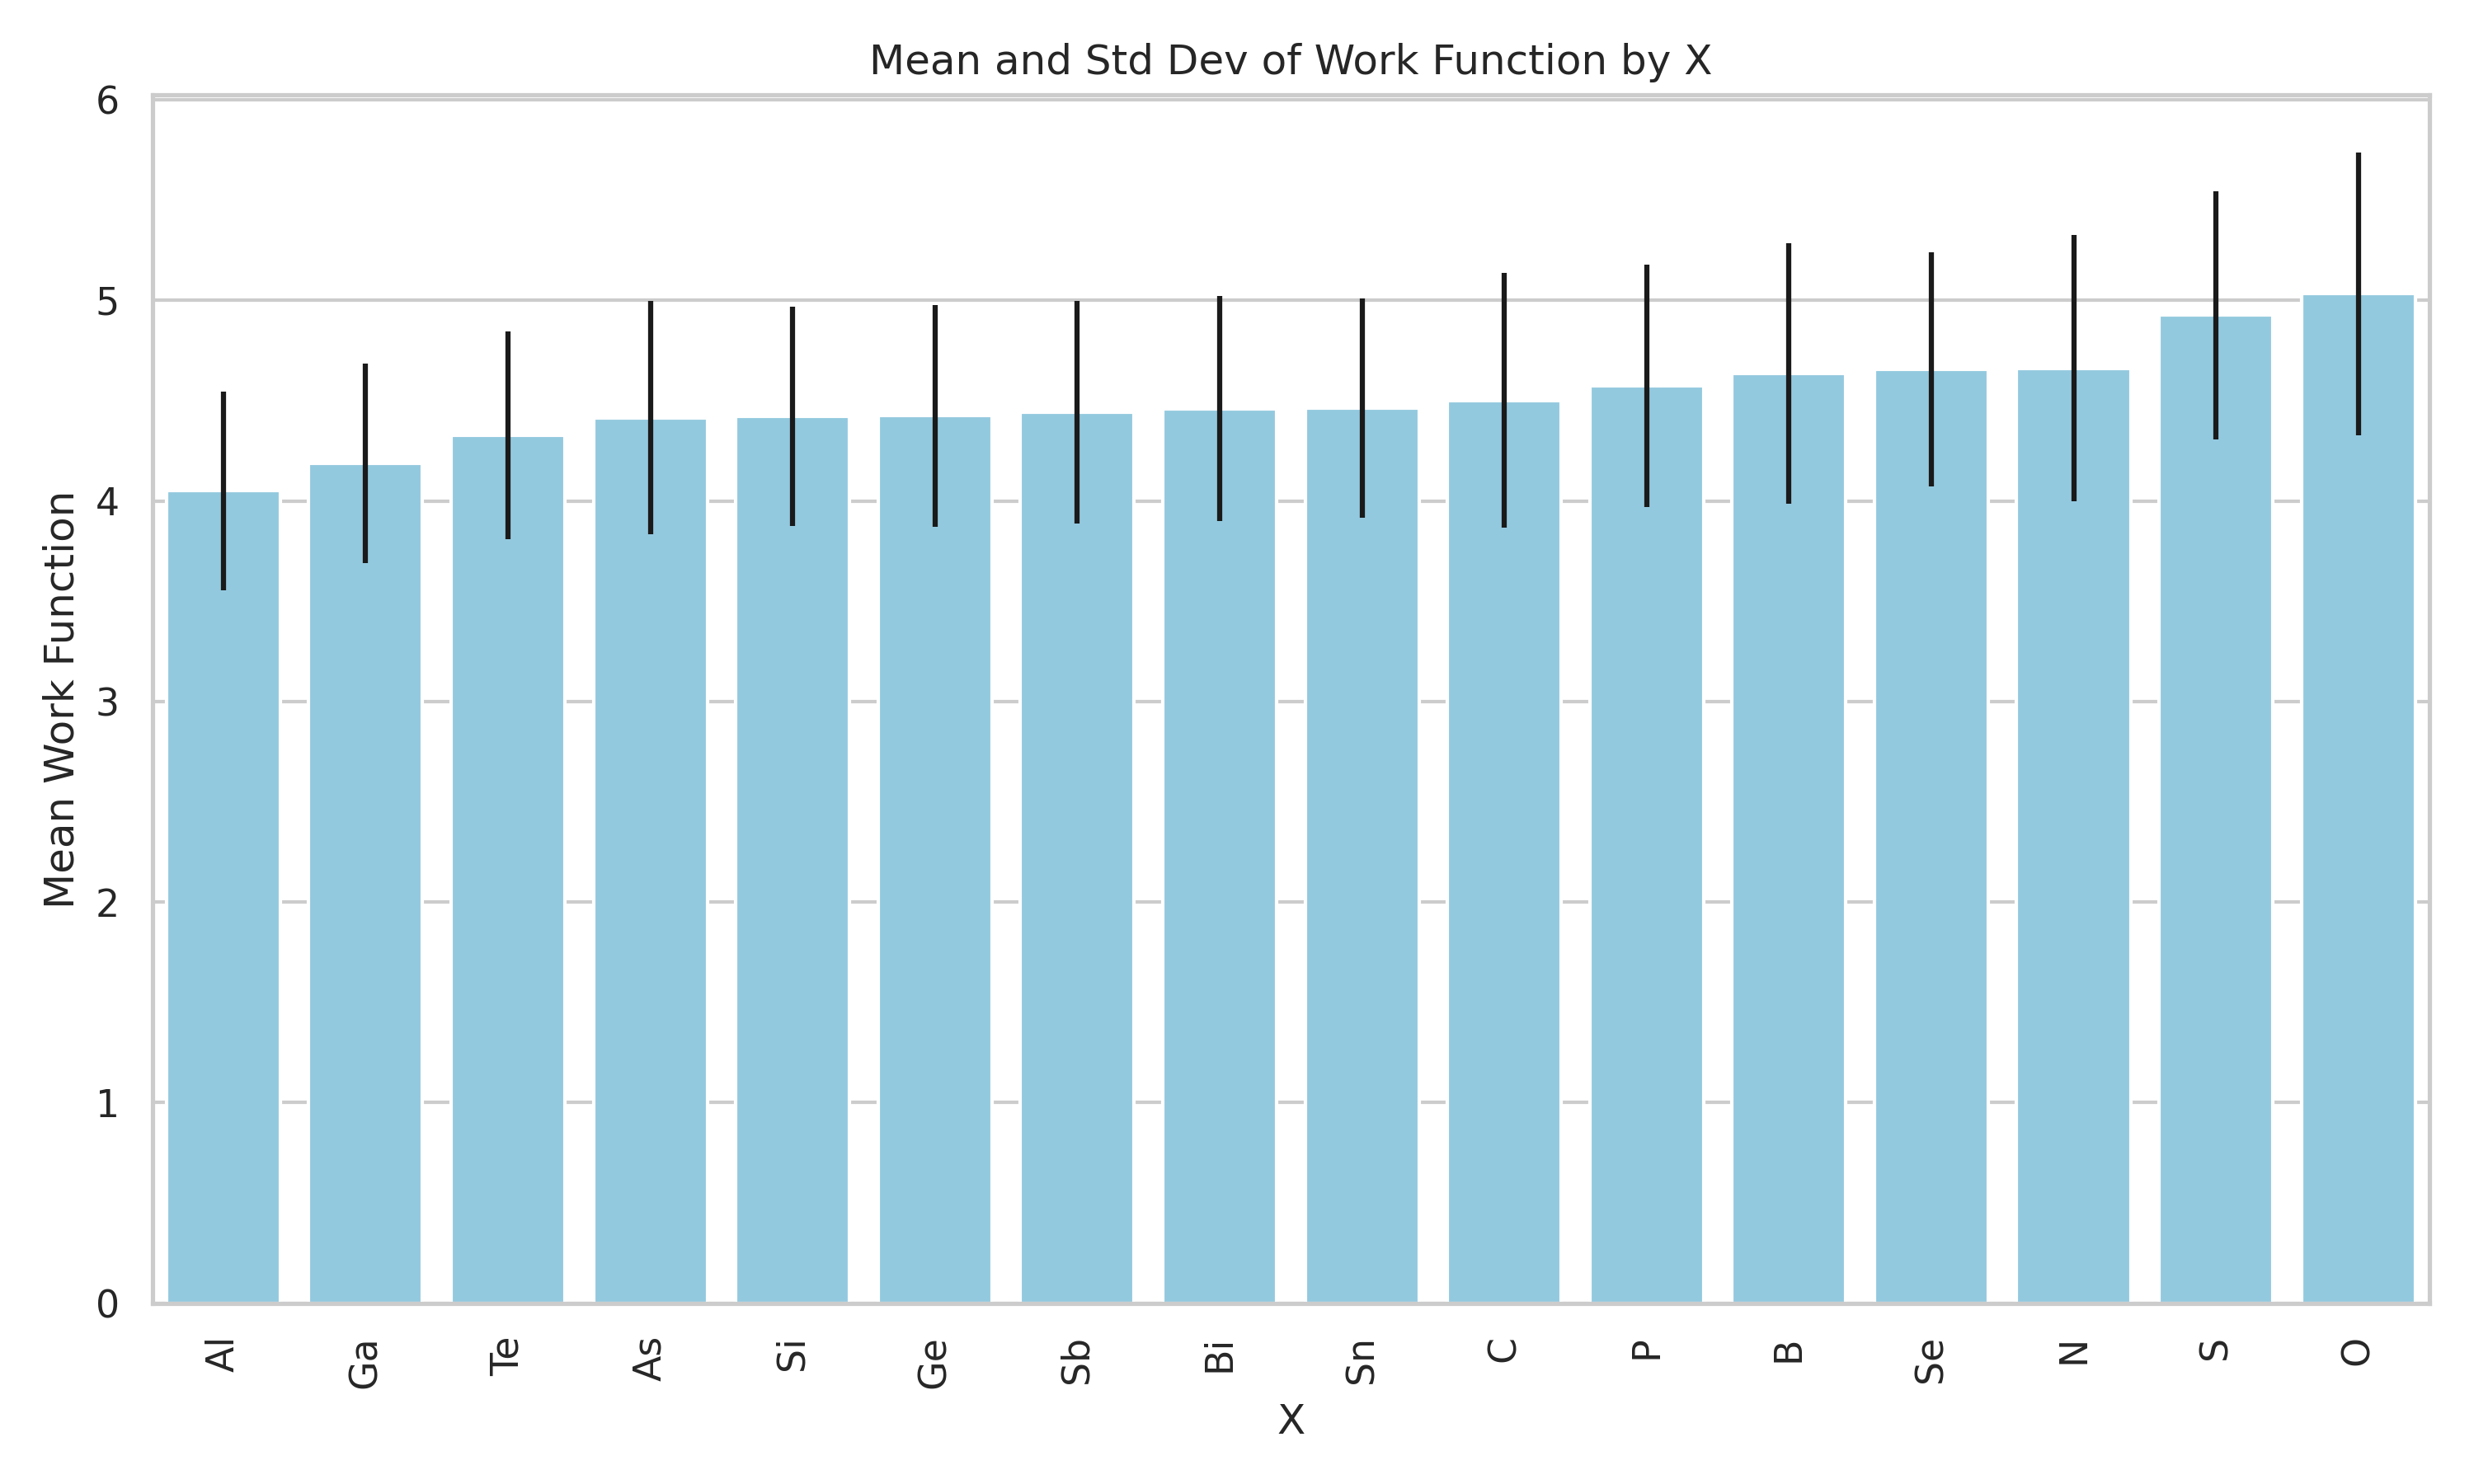 Mean and Std Dev of Work Function by X
Mean Work Function
6
5
4
3
2
1
0
Al
Ga
Te
As
Si
Ge
Sb
Bi
Sn
C
P
B
Se
N
S
O
X